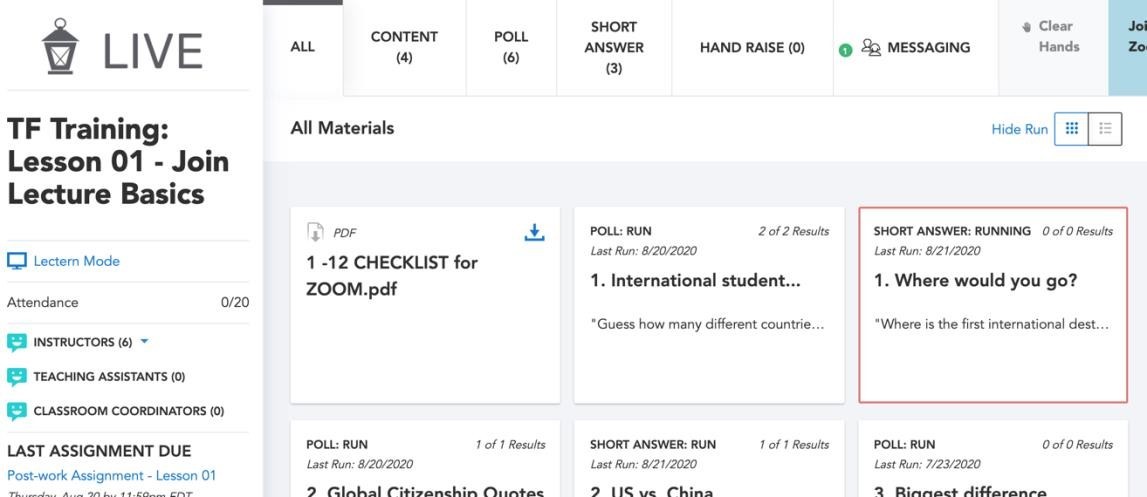 LIVE
TF Training:
Lesson 01 - Join
Lecture Basics
Lectern Mode
Attendance 0/20
INSTRUCTORS (6)
TEACHING ASSISTANTS (0)
CLASSROOM COORDINATORS (0)
LAST ASSIGNMENT DUE
Post-work Assignment - Lesson 01
Thursday, Aug 20 by 11:59pm EDT
ALL
CONTENT
(4)
POLL
(6)
SHORT
ANSWER
(3)
HAND RAISE (0)
1 MESSAGING
Clear
Hands
Joi
Zo
All Materials
Hide Run
PDF
1 -12 CHECKLIST for
ZOOM.pdf
POLL: RUN 2 of 2 Results
Last Run: 8/20/2020
1. International student...
"Guess how many different countrie...
SHORT ANSWER: RUNNING 0 of 0 Results
Last Run: 8/21/2020
1. Where would you go?
"Where is the first international dest...
POLL: RUN 1 of 1 Results
Last Run: 8/20/2020
2. Global Citizenship Quotes
SHORT ANSWER: RUN 1 of 1 Results
Last Run: 8/21/2020
2. US vs. China
POLL: RUN 0 of 0 Results
Last Run: 7/23/2020
3. Biggest difference